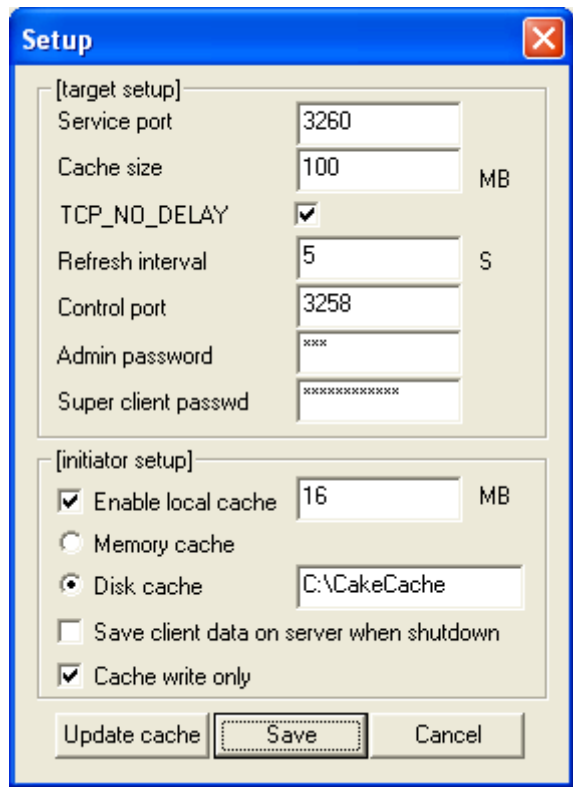 Setup
[target setup]
Service port 3260
Cache size 100 MB
TCP_NO_DELAY
Refresh interval 5 S
Control port 3258
Admin password ***
Super client passwd ************
[initiator setup]
Enable local cache 16 MB
Memory cache
Disk cache C:\CakeCache
Save client data on server when shutdown
Cache write only
Update cache Save Cancel